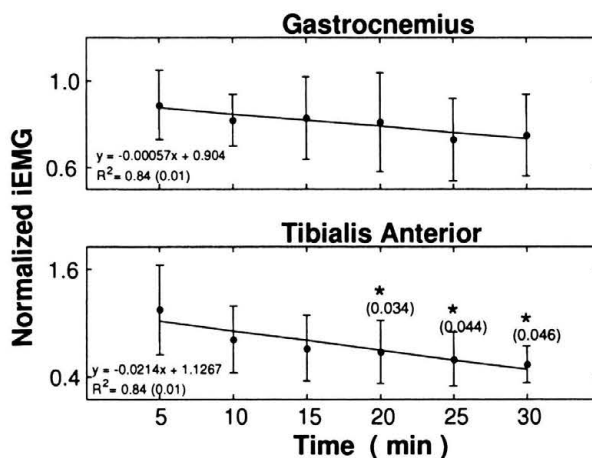 Gastrocnemius
1.0
0.6
y = -0.00057x + 0.904
R²= 0.84 (0.01)
Normalized iEMG
Tibialis Anterior
1.6
0.4
*
(0.034)
*
(0.044)
*
(0.046)
y = -0.0214x + 1.1267
R²= 0.84 (0.01)
5 10 15 20 25 30
Time ( min )